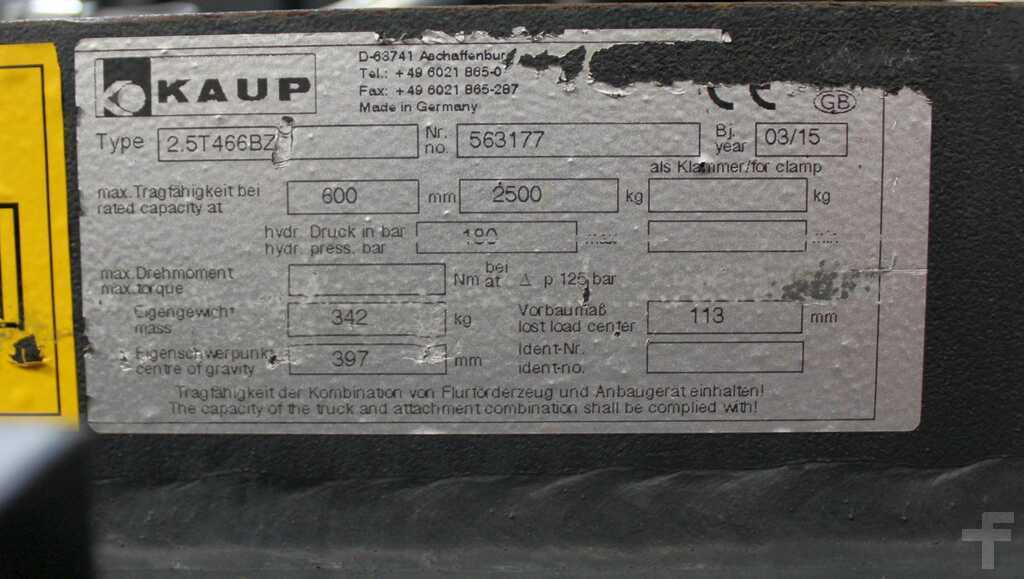 KAUP
D-63741 Aschaffenburg
Tel.: +49 6021 865-0
Fax: +49 6021 865-287
Made in Germany
CE GB
Type 2.5T466BZ Nr. no. 563177 Bj. year 03/15
als Klammer/for clamp
max. Tragfähigkeit bei
rated capacity at 600 mm 2500 kg kg
hydr. Druck in bar
hydr. press. bar 180 max min
max. Drehmoment
max. torque Nm bei at Δ p 125 bar
Eigengewicht
mass 342 kg
Vorbaumaß
lost load center 113 mm
Eigenschwerpunkt
centre of gravity 397 mm
Ident-Nr.
ident-no.
Tragfähigkeit der Kombination von Flurförderzeug und Anbaugerät einhalten!
The capacity of the truck and attachment combination shall be complied with!